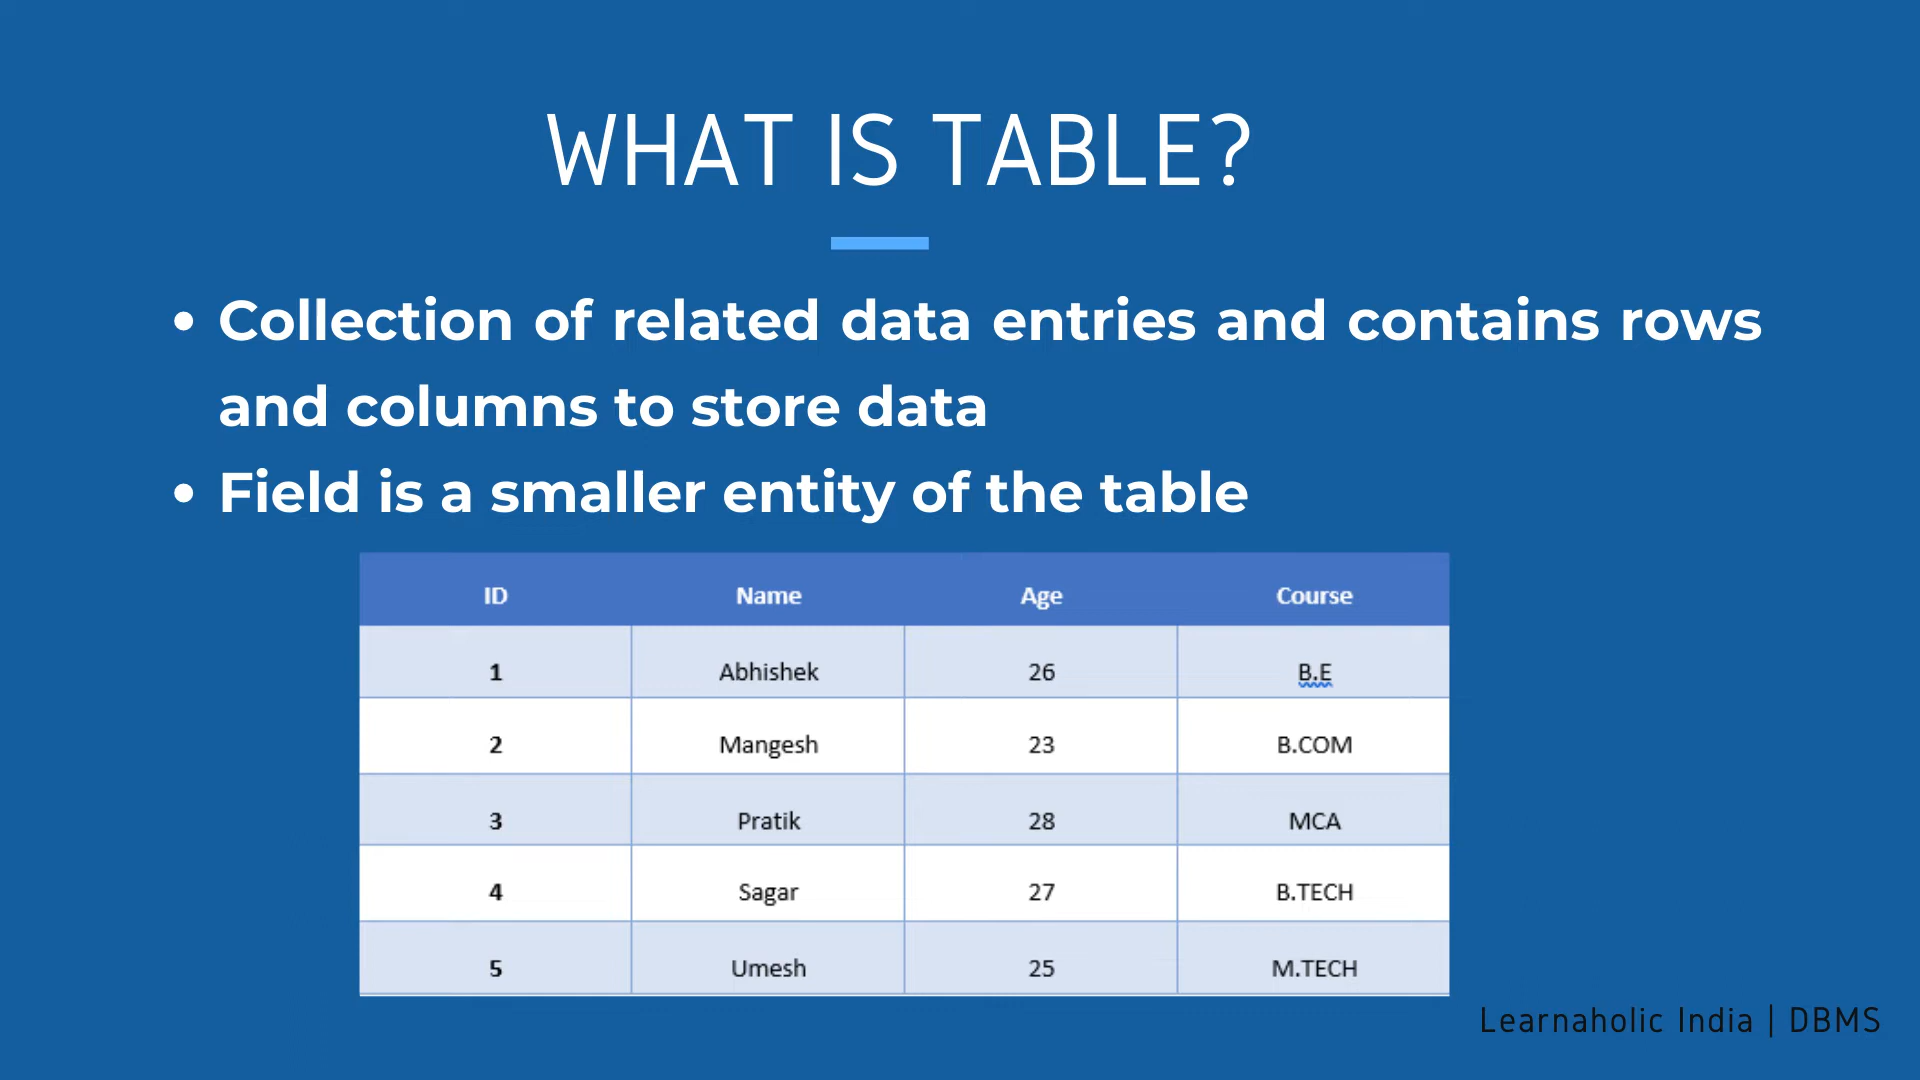 WHAT IS TABLE?
• Collection of related data entries and contains rows
and columns to store data
• Field is a smaller entity of the table
ID Name Age Course
1 Abhishek 26 B.E
2 Mangesh 23 B.COM
3 Pratik 28 MCA
4 Sagar 27 B.TECH
5 Umesh 25 M.TECH
Learnaholic India | DBMS